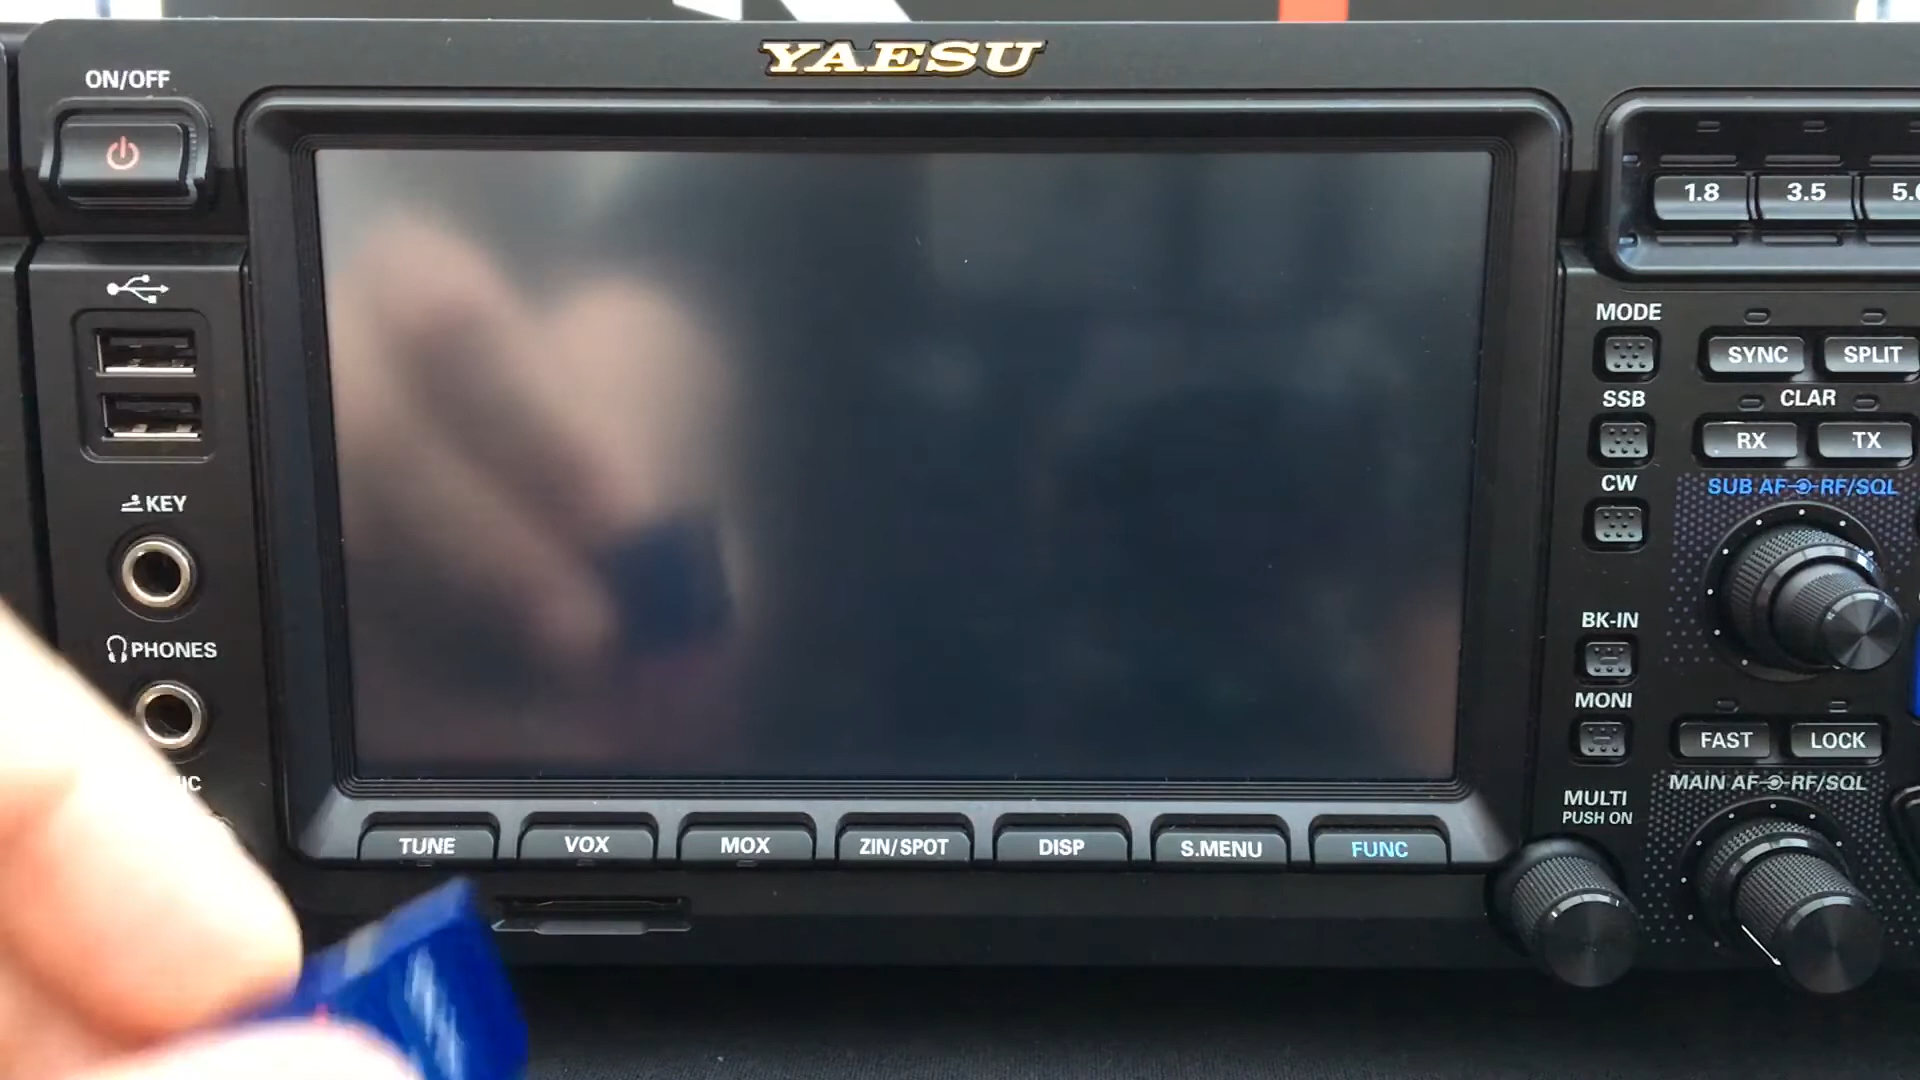 YAESU
ON/OFF
1.8
3.5
MODE
SYNC
SPLIT
SSB
CLAR
RX
TX
CW
SUB AF RF/SQL
KEY
BK-IN
PHONES
MONI
FAST
LOCK
MAIN AF RF/SQL
MULTI
PUSH ON
TUNE
VOX
MOX
ZIN/SPOT
DISP
S.MENU
FUNC